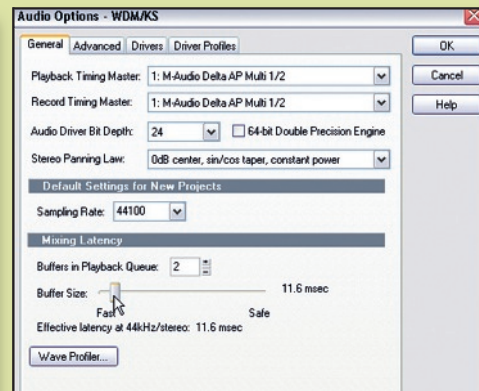 Audio Options - WDM/KS
General Advanced Drivers Driver Profiles
OK
Playback Timing Master: 1: M-Audio Delta AP Multi 1/2
Cancel
Record Timing Master: 1: M-Audio Delta AP Multi 1/2
Help
Audio Driver Bit Depth: 24 64-bit Double Precision Engine
Stereo Panning Law: 0dB center, sin/cos taper, constant power
Default Settings for New Projects
Sampling Rate: 44100
Mixing Latency
Buffers in Playback Queue: 2
Buffer Size: 11.6 msec
Fast Safe
Effective latency at 44kHz/stereo: 11.6 msec
Wave Profiler...